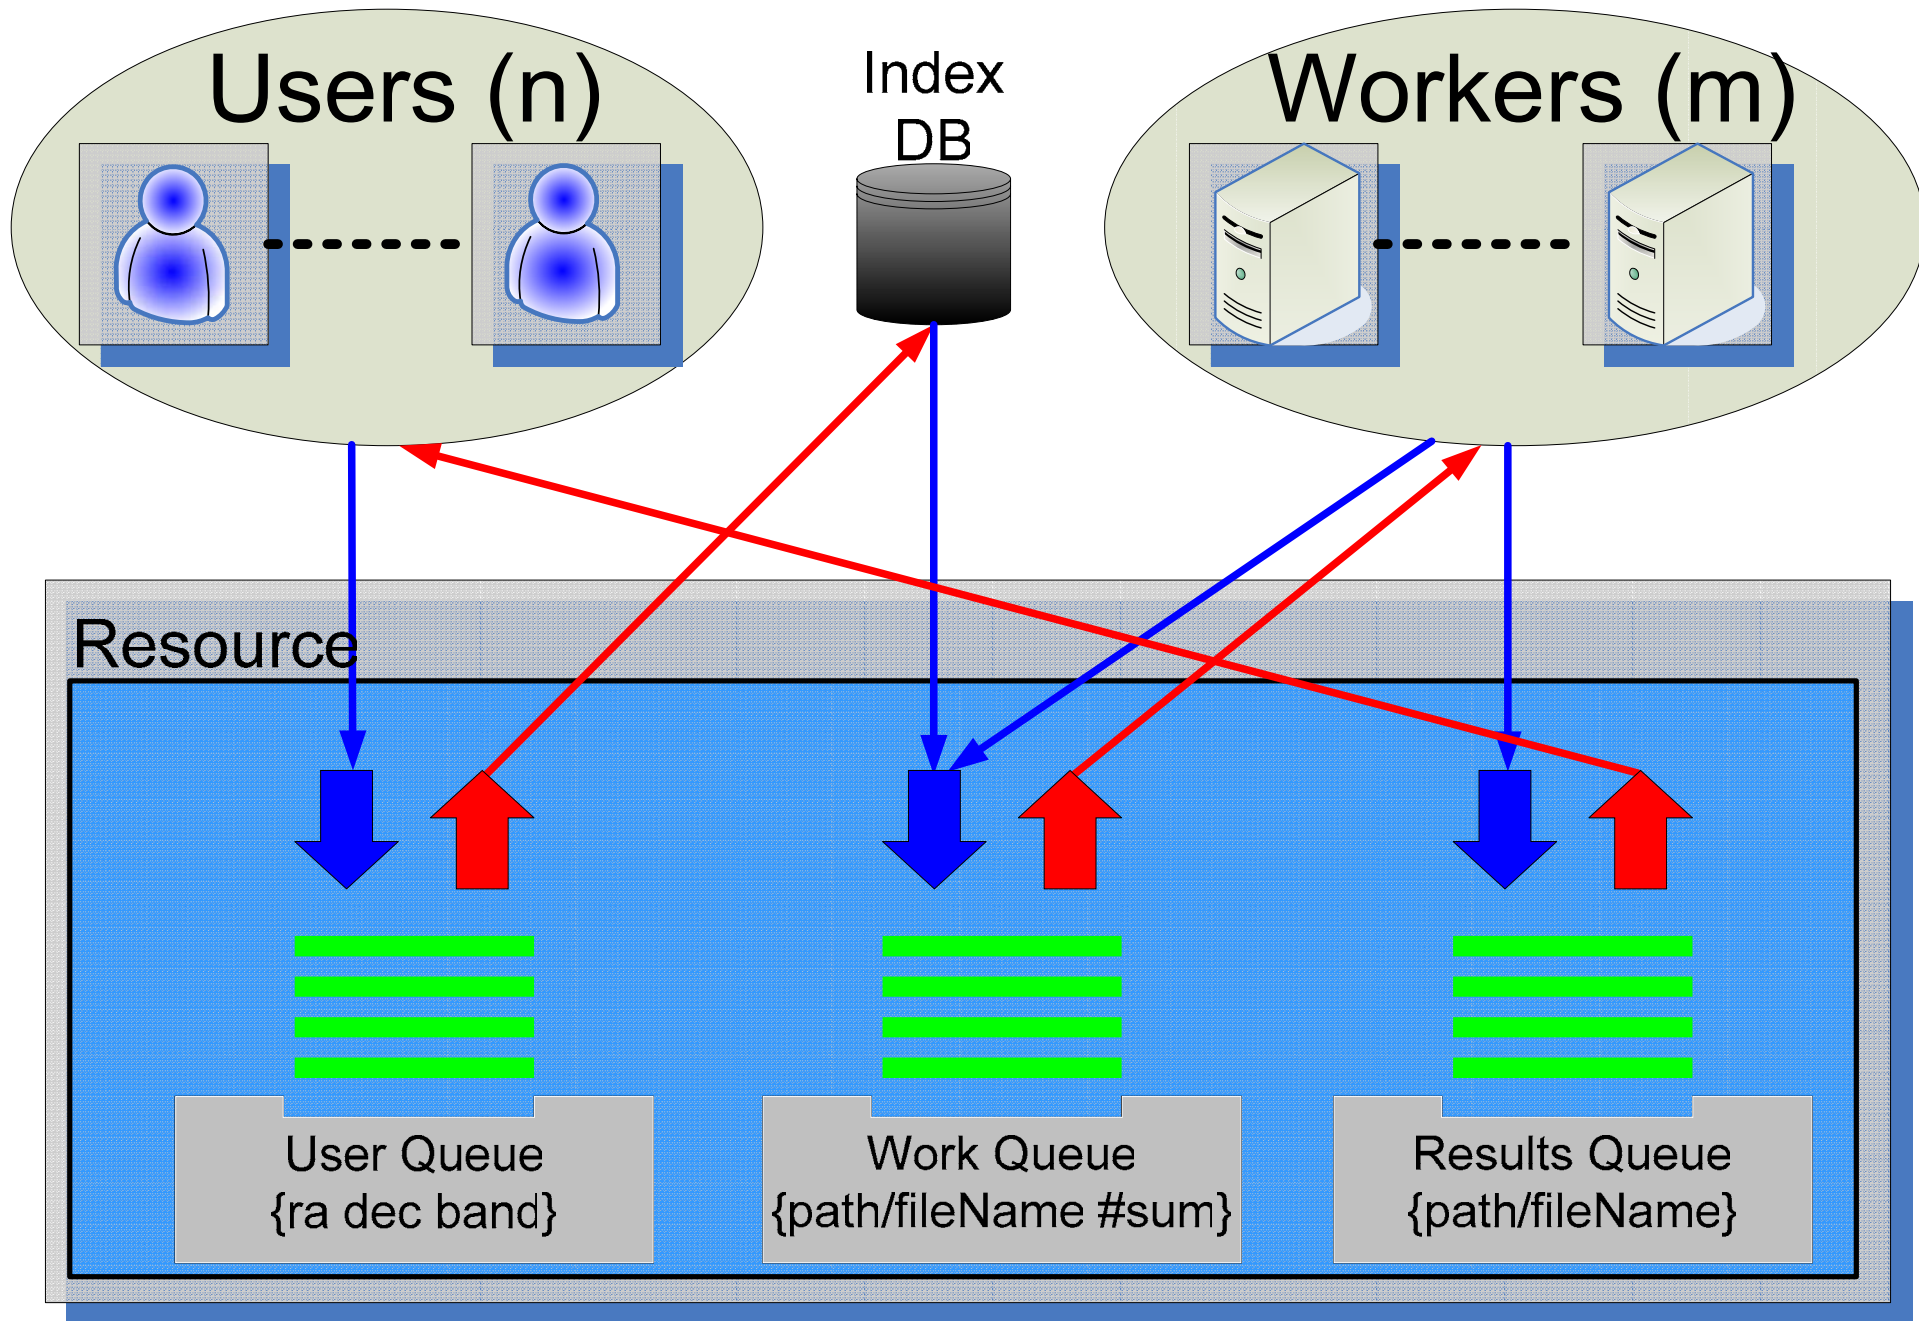 Users (n)
Index
DB
Workers (m)
Resource
User Queue
{ra dec band}
Work Queue
{path/fileName #sum}
Results Queue
{path/fileName}